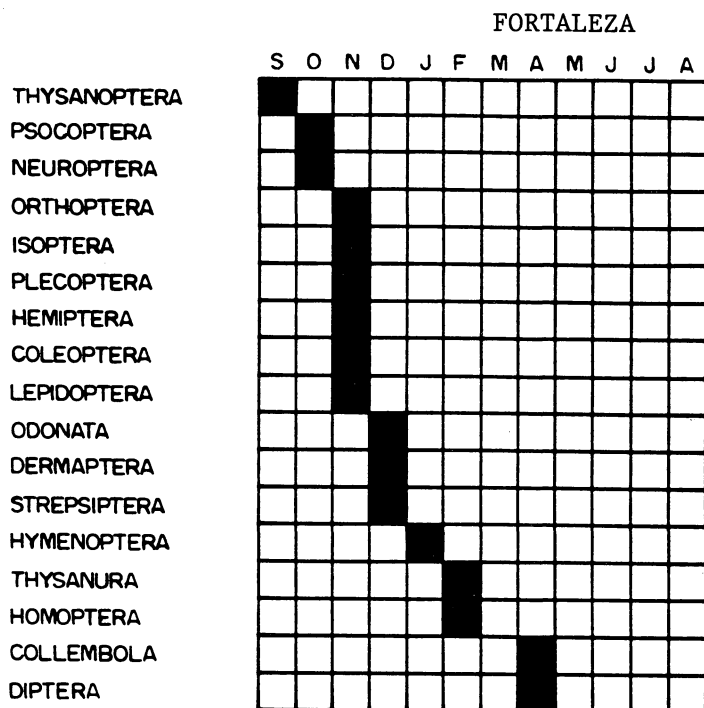 FORTALEZA
S O N D J F M A M J J A
THYSANOPTERA
PSOCOPTERA
NEUROPTERA
ORTHOPTERA
ISOPTERA
PLECOPTERA
HEMIPTERA
COLEOPTERA
LEPIDOPTERA
ODONATA
DERMAPTERA
STREPSIPTERA
HYMENOPTERA
THYSANURA
HOMOPTERA
COLLEMBOLA
DIPTERA